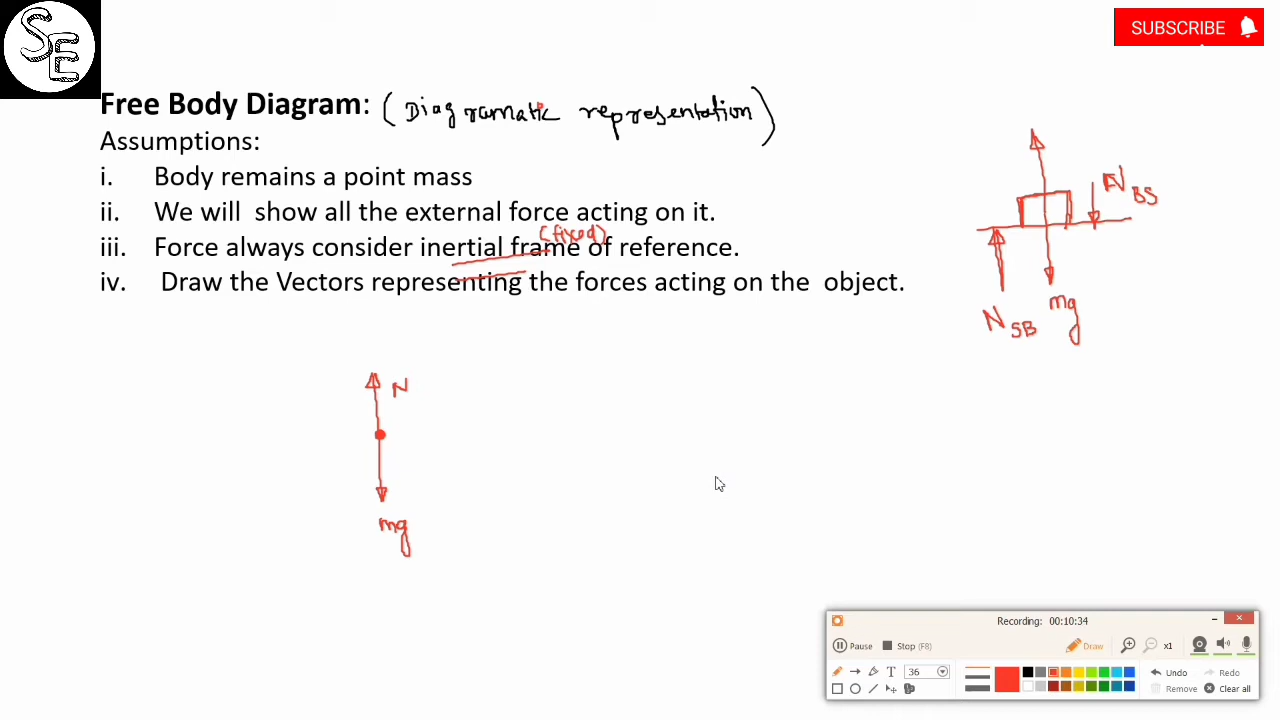 SE
SUBSCRIBE
Free Body Diagram: (Diagramatic representation)
Assumptions:
i. Body remains a point mass
ii. We will show all the external force acting on it.
(fixed)
iii. Force always consider inertial frame of reference.
iv. Draw the Vectors representing the forces acting on the object.
N BS
N SB
mg
N
mg
Recording: 00:10:34
Pause Stop (F8) Draw x1
T 36 Undo Redo
Remove Clear all